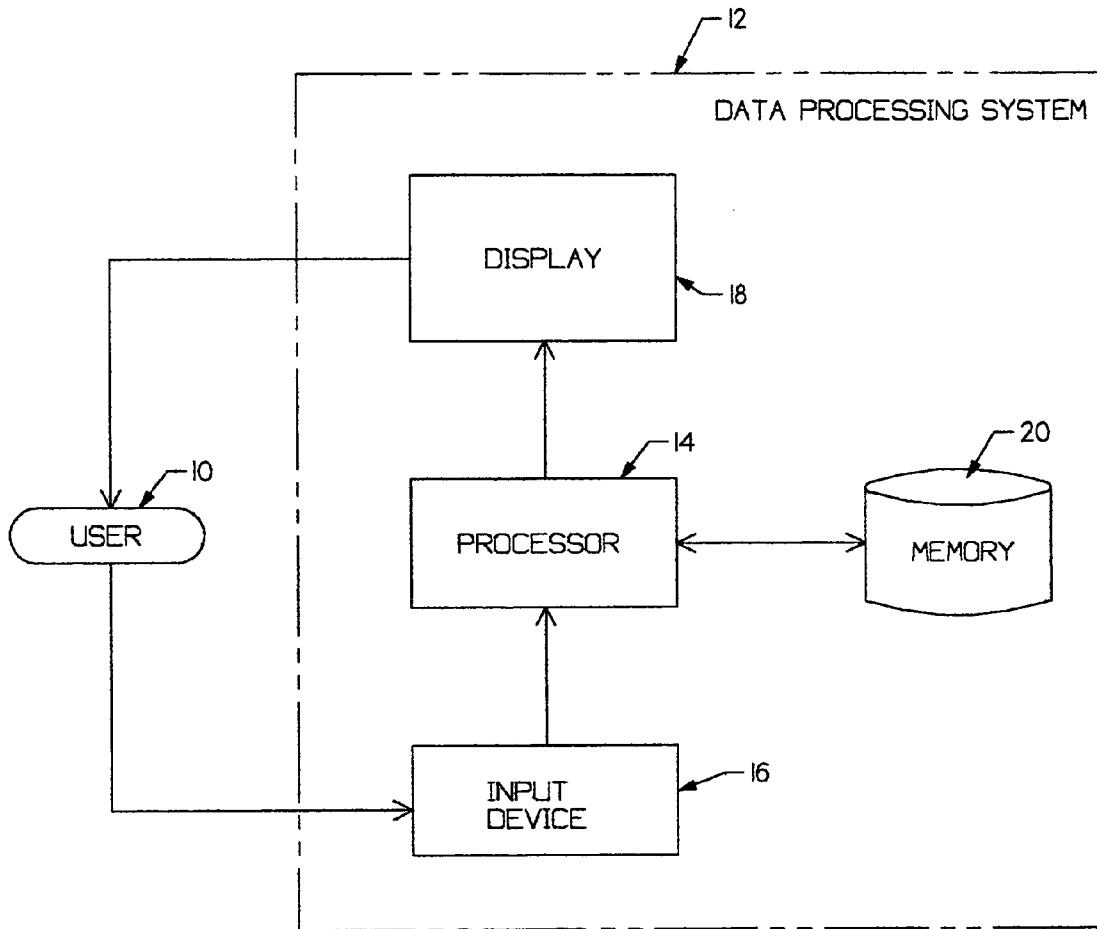 12
DATA PROCESSING SYSTEM
DISPLAY
18
14
20
10
USER
PROCESSOR
MEMORY
16
INPUT
DEVICE